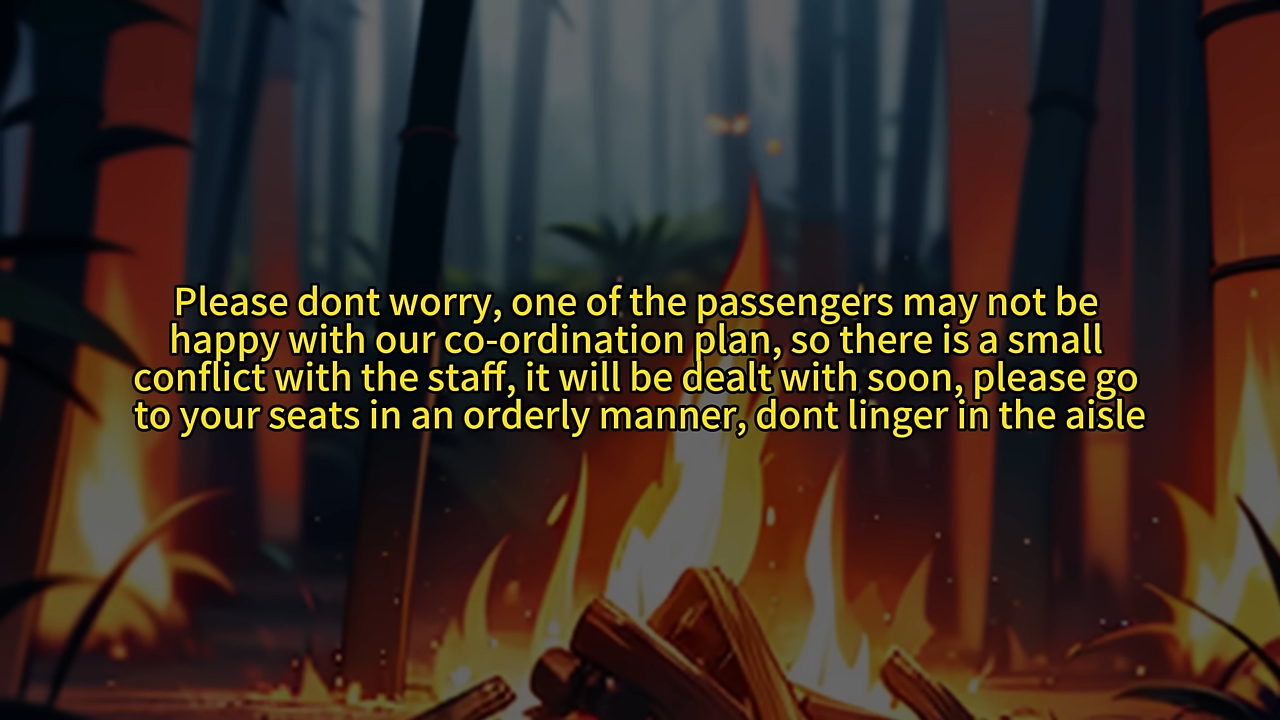 Please dont worry, one of the passengers may not be
happy with our co-ordination plan, so there is a small
conflict with the staff, it will be dealt with soon, please go
to your seats in an orderly manner, dont linger in the aisle